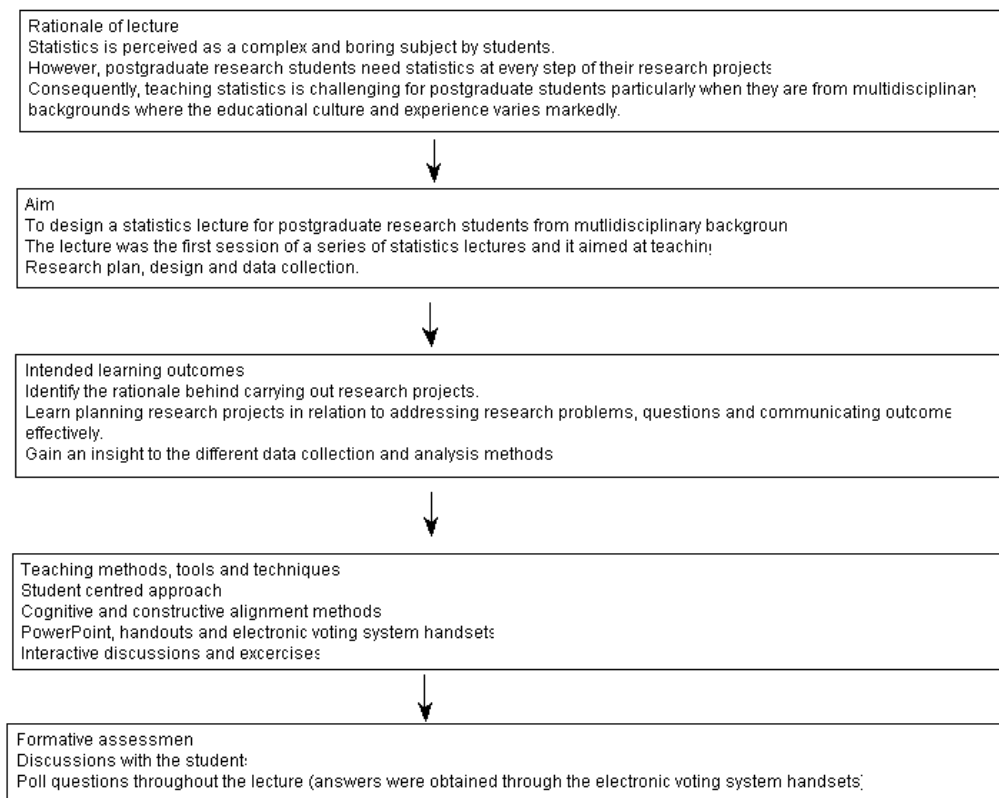 Rationale of lecture
Statistics is perceived as a complex and boring subject by students.
However, postgraduate research students need statistics at every step of their research projects
Consequently, teaching statistics is challenging for postgraduate students particularly when they are from multidisciplinary
backgrounds where the educational culture and experience varies markedly.
Aim
To design a statistics lecture for postgraduate research students from mutlidisciplinary backgroun
The lecture was the first session of a series of statistics lectures and it aimed at teaching
Research plan, design and data collection.
Intended learning outcomes
Identify the rationale behind carrying out research projects.
Learn planning research projects in relation to addressing research problems, questions and communicating outcome
effectively.
Gain an insight to the different data collection and analysis methods
Teaching methods, tools and techniques
Student centred approach
Cognitive and constructive alignment methods
PowerPoint, handouts and electronic voting system handsets
Interactive discussions and excercises
Formative assessmen
Discussions with the students
Poll questions throughout the lecture (answers were obtained through the electronic voting system handsets)